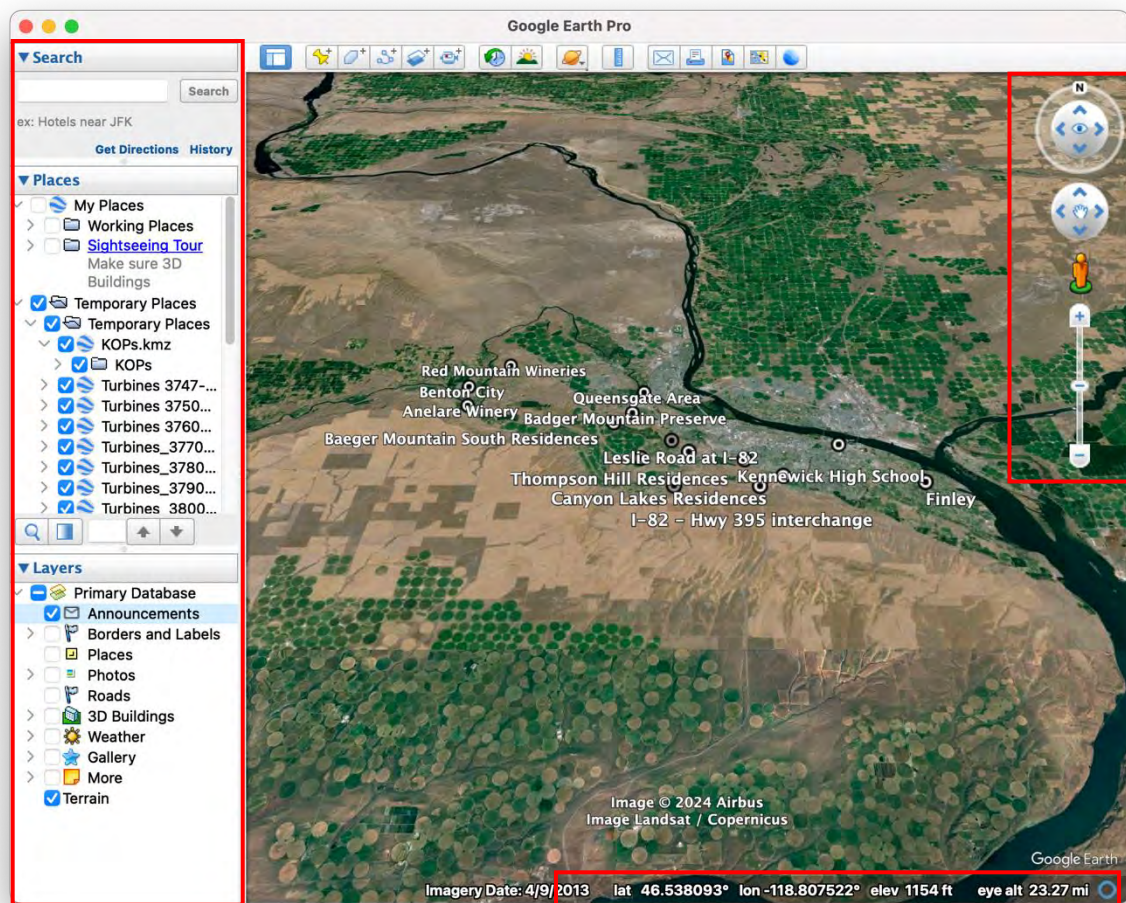 Google Earth Pro
Search
Search
ex: Hotels near JFK
Get Directions History
Places
My Places
Working Places
Sightseeing Tour
Make sure 3D
Buildings
Temporary Places
Temporary Places
KOPs.kmz
KOPs
Turbines 3747-...
Turbines 3750...
Turbines 3760...
Turbines_3770...
Turbines_3780...
Turbines_3790...
Turbines 3800...
Layers
Primary Database
Announcements
Borders and Labels
Places
Photos
Roads
3D Buildings
Weather
Gallery
More
Terrain
N
Red Mountain Wineries
Benton City
Queensgate Area
Anelare Winery
Badger Mountain Preserve
Baeger Mountain South Residences
Leslie Road at I-82
Thompson Hill Residences
Kennewick High School
Canyon Lakes Residences
Finley
I-82 - Hwy 395 interchange
Image © 2024 Airbus
Image Landsat / Copernicus
Google Earth
Imagery Date: 4/9/2013 lat 46.538093° lon -118.807522° elev 1154 ft eye alt 23.27 mi